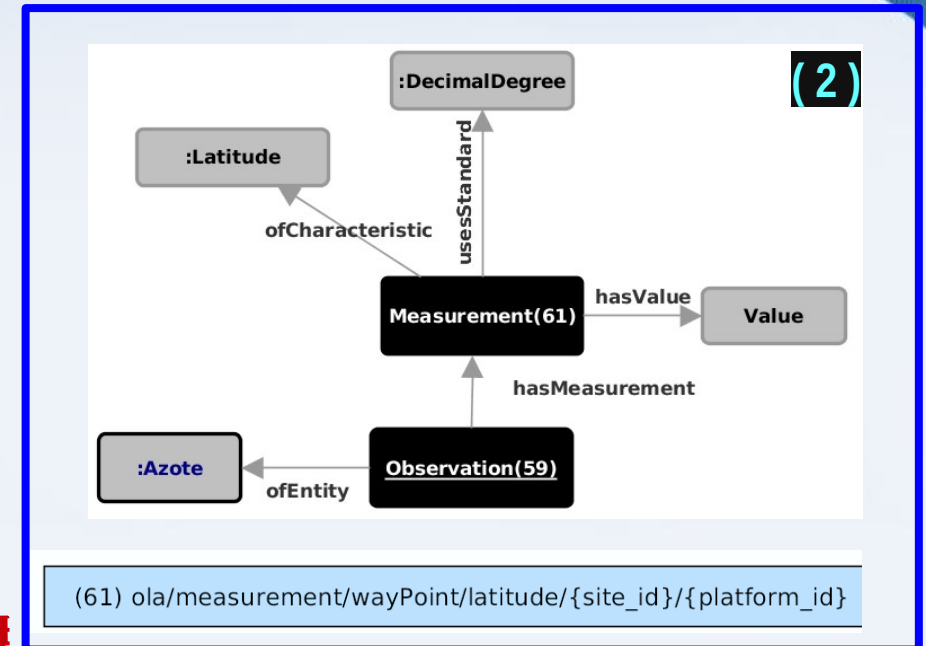 :DecimalDegree
(2)
:Latitude
usesStandard
ofCharacteristic
hasValue
Measurement(61)
Value
hasMeasurement
:Azote
Observation(59)
ofEntity
(61) ola/measurement/wayPoint/latitude/{site_id}/{platform_id}